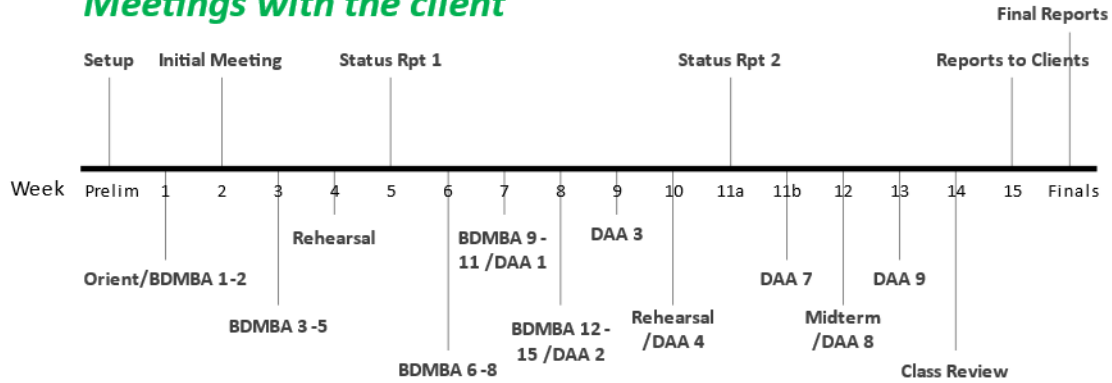 Meetings with the client
Final Reports
Setup Initial Meeting Status Rpt 1 Status Rpt 2 Reports to Clients
Week Prelim 1 2 3 4 5 6 7 8 9 10 11a 11b 12 13 14 15 Finals
Rehearsal
BDMBA 9 -
11 /DAA 1
DAA 3
Orient/BDMBA 1-2
DAA 7
DAA 9
BDMBA 3 -5
BDMBA 12 -
15 /DAA 2
Rehearsal
/DAA 4
Midterm
/DAA 8
BDMBA 6 -8
Class Review